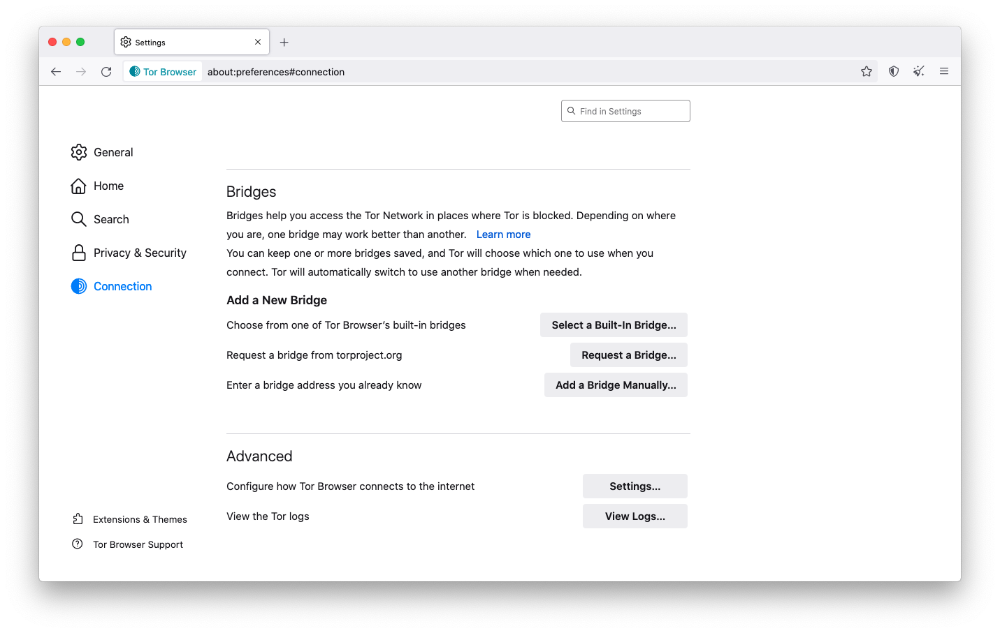 Settings
Tor Browser
about:preferences#connection
Find in Settings
General
Home
Search
Privacy & Security
Connection
Extensions & Themes
Tor Browser Support
Bridges
Bridges help you access the Tor Network in places where Tor is blocked. Depending on where
you are, one bridge may work better than another. Learn more
You can keep one or more bridges saved, and Tor will choose which one to use when you
connect. Tor will automatically switch to use another bridge when needed.
Add a New Bridge
Choose from one of Tor Browser’s built-in bridges Select a Built-In Bridge...
Request a bridge from torproject.org Request a Bridge...
Enter a bridge address you already know Add a Bridge Manually...
Advanced
Configure how Tor Browser connects to the internet Settings...
View the Tor logs View Logs...